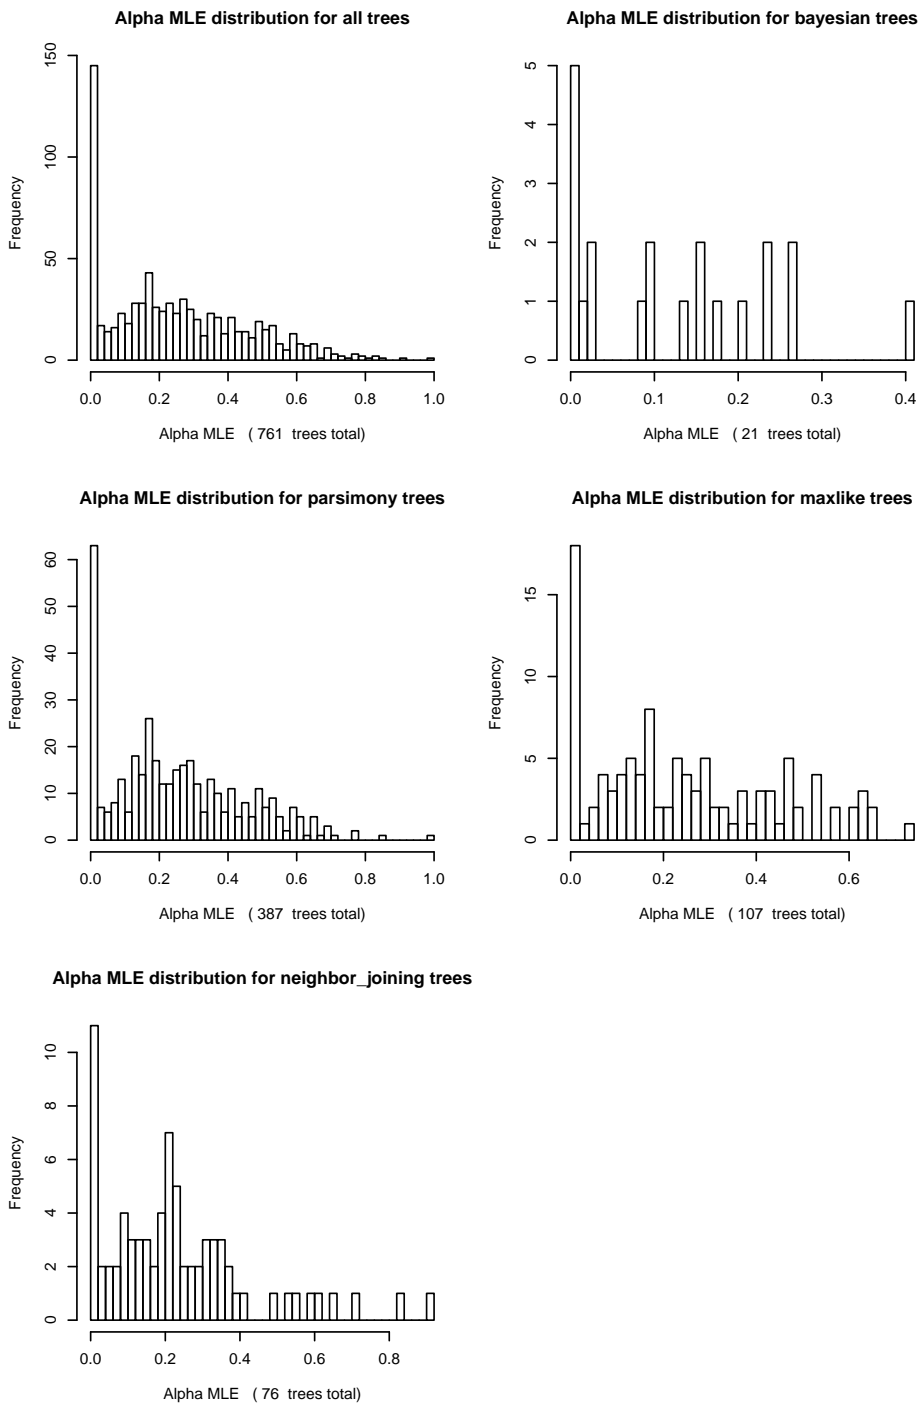 Alpha MLE distribution for all trees
Frequency
150
100
50
0
0.0 0.2 0.4 0.6 0.8 1.0
Alpha MLE ( 761 trees total)
Alpha MLE distribution for bayesian trees
Frequency
5
4
3
2
1
0
0.0 0.1 0.2 0.3 0.4
Alpha MLE ( 21 trees total)
Alpha MLE distribution for parsimony trees
Frequency
60
50
40
30
20
10
0
0.0 0.2 0.4 0.6 0.8 1.0
Alpha MLE ( 387 trees total)
Alpha MLE distribution for maxlike trees
Frequency
15
10
5
0
0.0 0.2 0.4 0.6
Alpha MLE ( 107 trees total)
Alpha MLE distribution for neighbor_joining trees
Frequency
10
8
6
4
2
0
0.0 0.2 0.4 0.6 0.8
Alpha MLE ( 76 trees total)